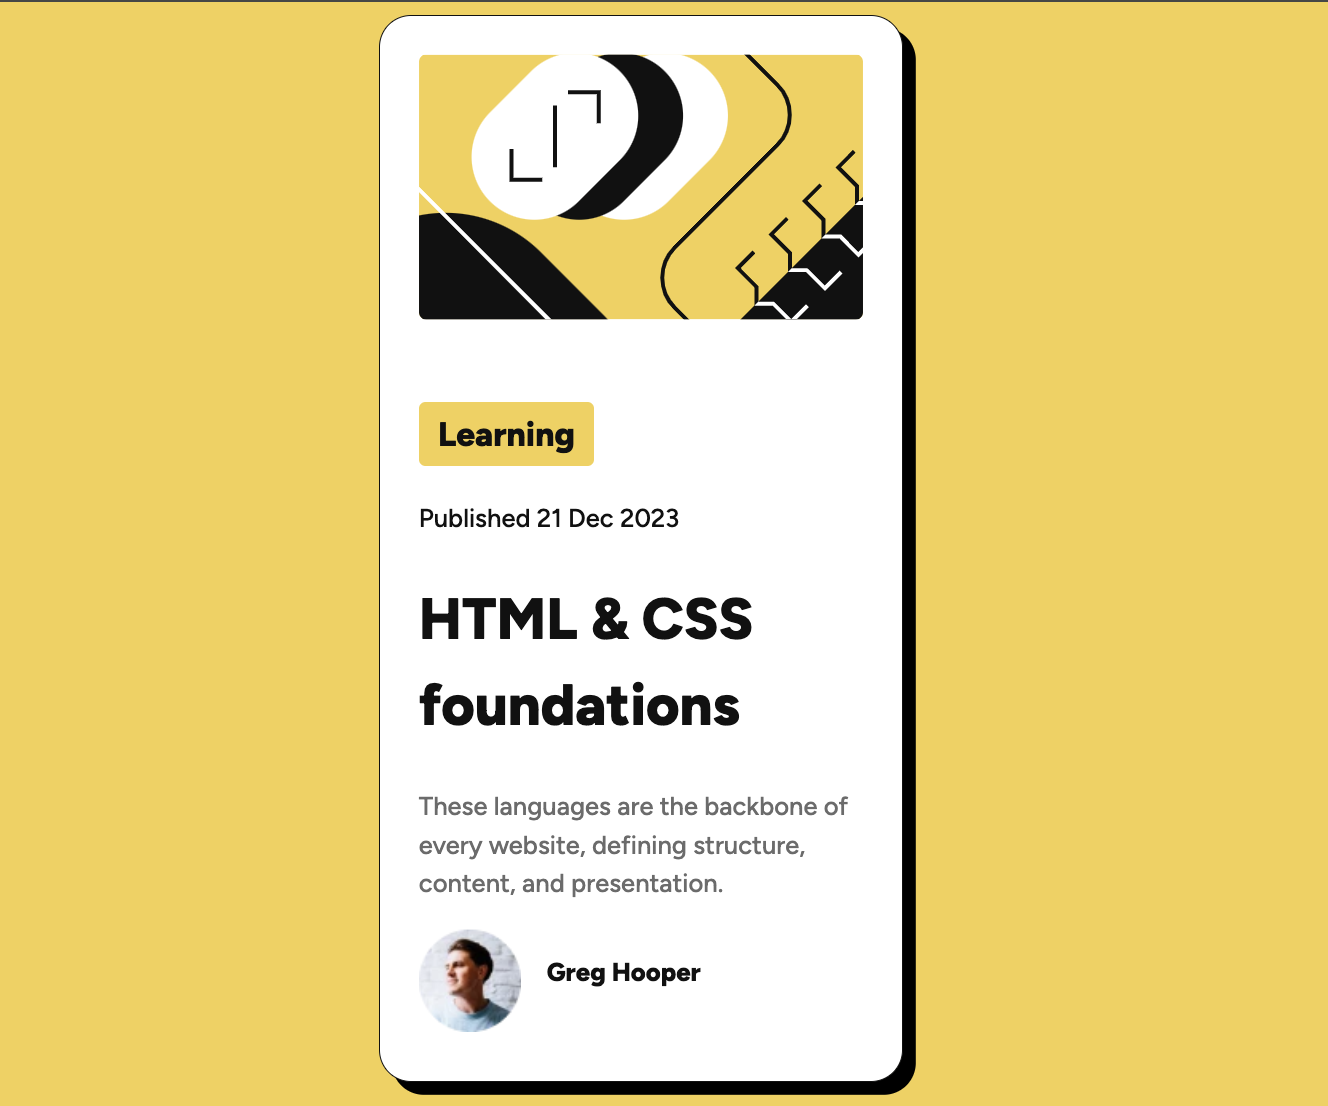 Learning
Published 21 Dec 2023
HTML & CSS
foundations
These languages are the backbone of
every website, defining structure,
content, and presentation.
Greg Hooper